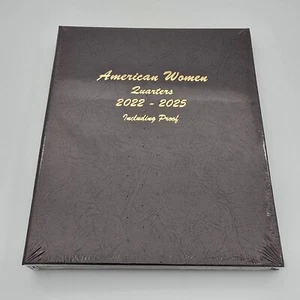 American Women
Quarters
2022 - 2025
Including Proof